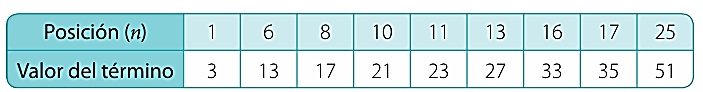 Posición (n) 1 6 8 10 11 13 16 17 25
Valor del término 3 13 17 21 23 27 33 35 51